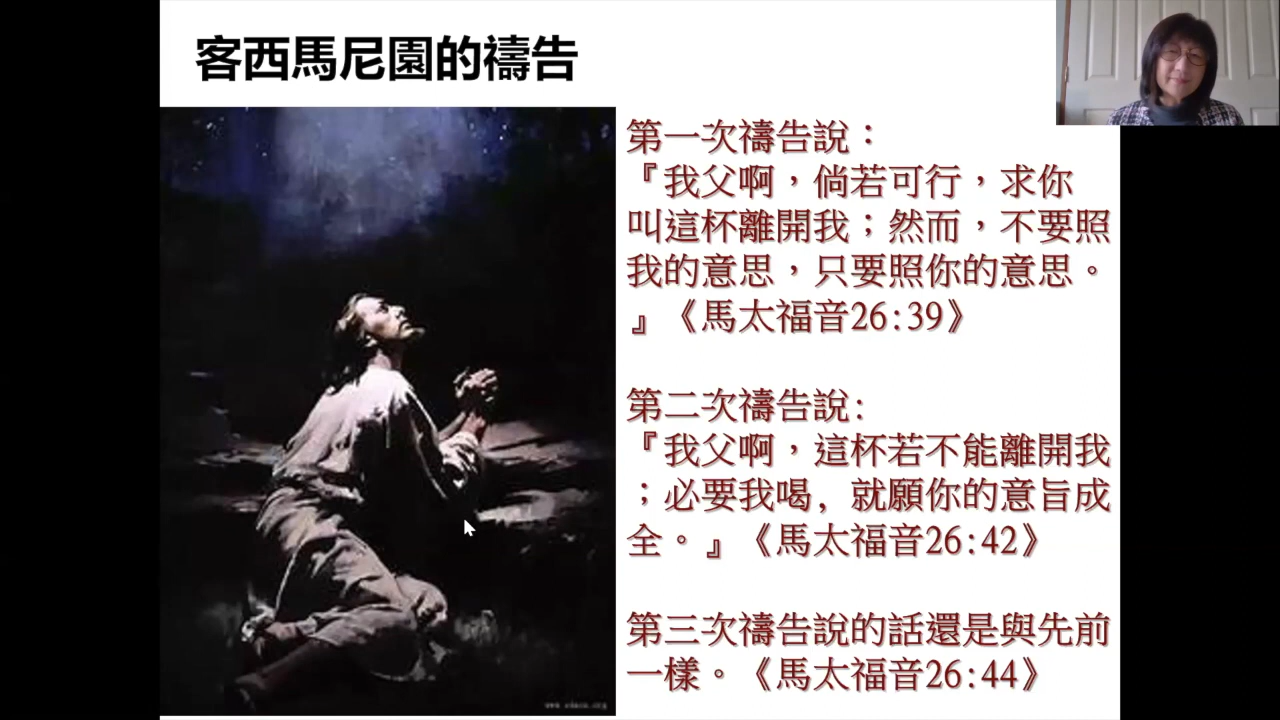 客西馬尼園的禱告
第一次禱告說：
『我父啊，倘若可行，求你
叫這杯離開我；然而，不要照
我的意思，只要照你的意思。
』《馬太福音26:39》
第二次禱告說:
『我父啊，這杯若不能離開我
；必要我喝, 就願你的意旨成
全。』《馬太福音26:42》
第三次禱告說的話還是與先前
一樣。《馬太福音26:44》